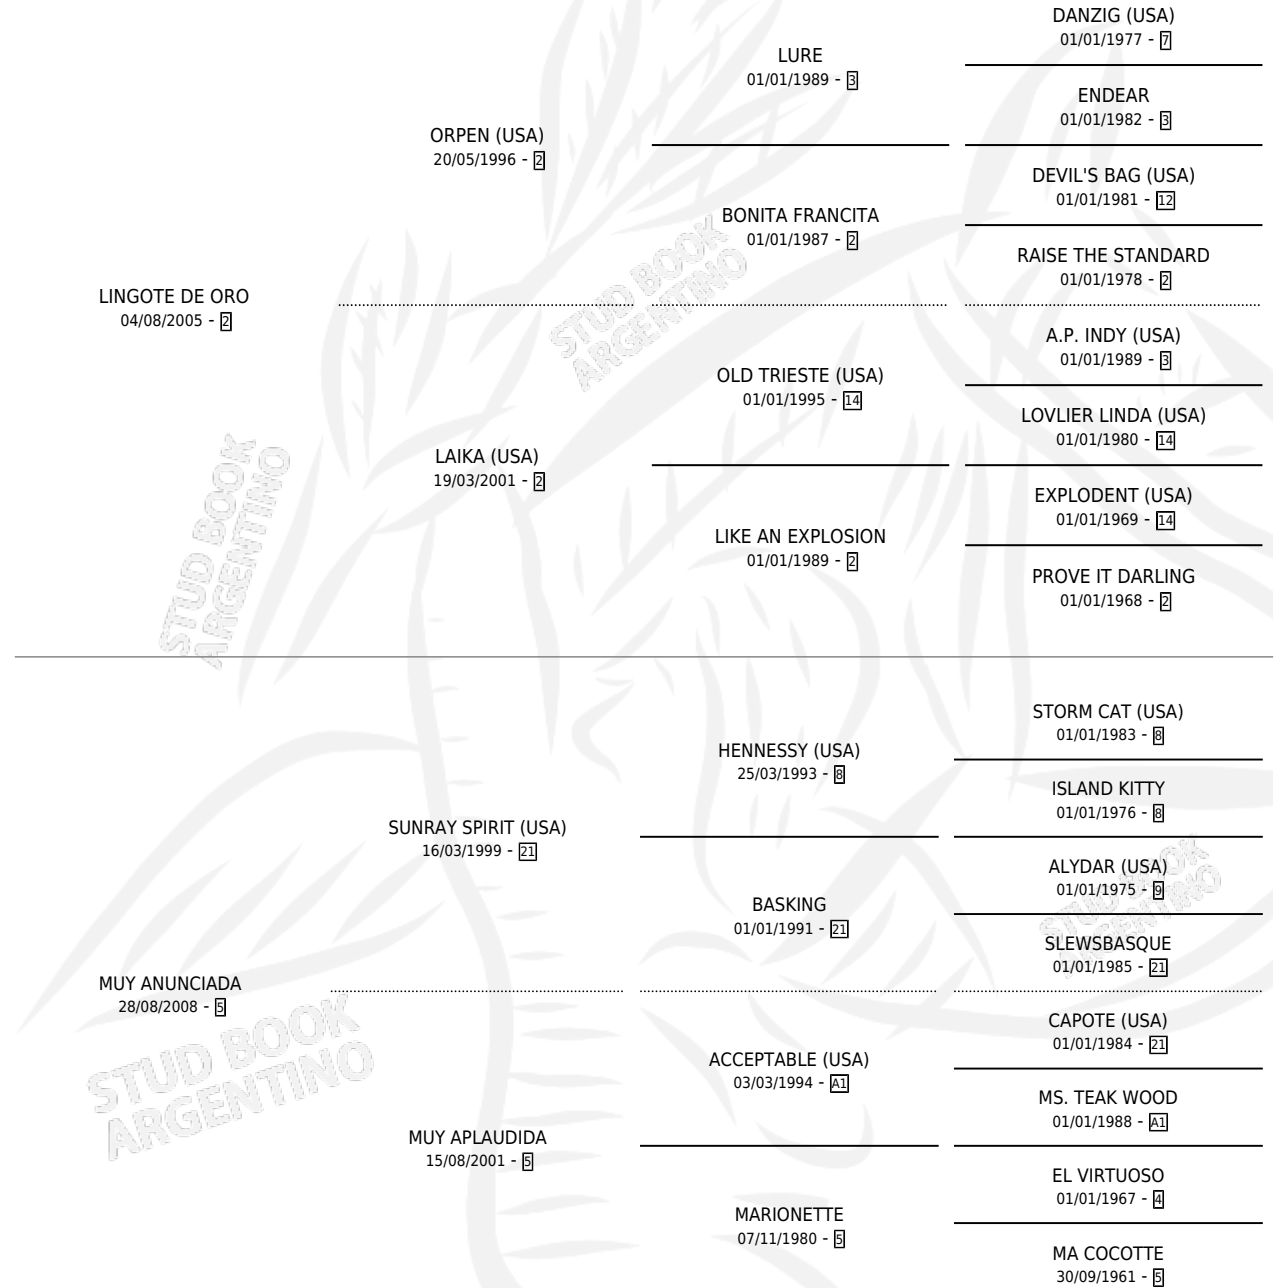 DANZIG (USA)
01/01/1977 - 7
LURE
01/01/1989 - 3
ENDEAR
01/01/1982 - 3
ORPEN (USA)
20/05/1996 - 2
DEVIL'S BAG (USA)
01/01/1981 - 12
BONITA FRANCITA
01/01/1987 - 2
RAISE THE STANDARD
01/01/1978 - 2
LINGOTE DE ORO
04/08/2005 - 2
STUD BOOK
ARGENTINO
A.P. INDY (USA)
01/01/1989 - 3
OLD TRIESTE (USA)
01/01/1995 - 14
LOVLIER LINDA (USA)
01/01/1980 - 14
LAIKA (USA)
19/03/2001 - 2
EXPLODENT (USA)
01/01/1969 - 14
LIKE AN EXPLOSION
01/01/1989 - 2
PROVE IT DARLING
01/01/1968 - 2
STUD BOOK
ARGENTINO
STORM CAT (USA)
01/01/1983 - 8
HENNESSY (USA)
25/03/1993 - 8
ISLAND KITTY
01/01/1976 - 8
SUNRAY SPIRIT (USA)
16/03/1999 - 21
ALYDAR (USA)
01/01/1975 - 9
BASKING
01/01/1991 - 21
SLEWSBASQUE
01/01/1985 - 21
STUD BOOK
ARGENTINO
MUY ANUNCIADA
28/08/2008 - 5
CAPOTE (USA)
01/01/1984 - 21
ACCEPTABLE (USA)
03/03/1994 - A1
MS. TEAK WOOD
01/01/1988 - A1
STUD BOOK
ARGENTINO
MUY APLAUDIDA
15/08/2001 - 5
EL VIRTUOSO
01/01/1967 - 4
MARIONETTE
07/11/1980 - 5
MA COCOTTE
30/09/1961 - 5